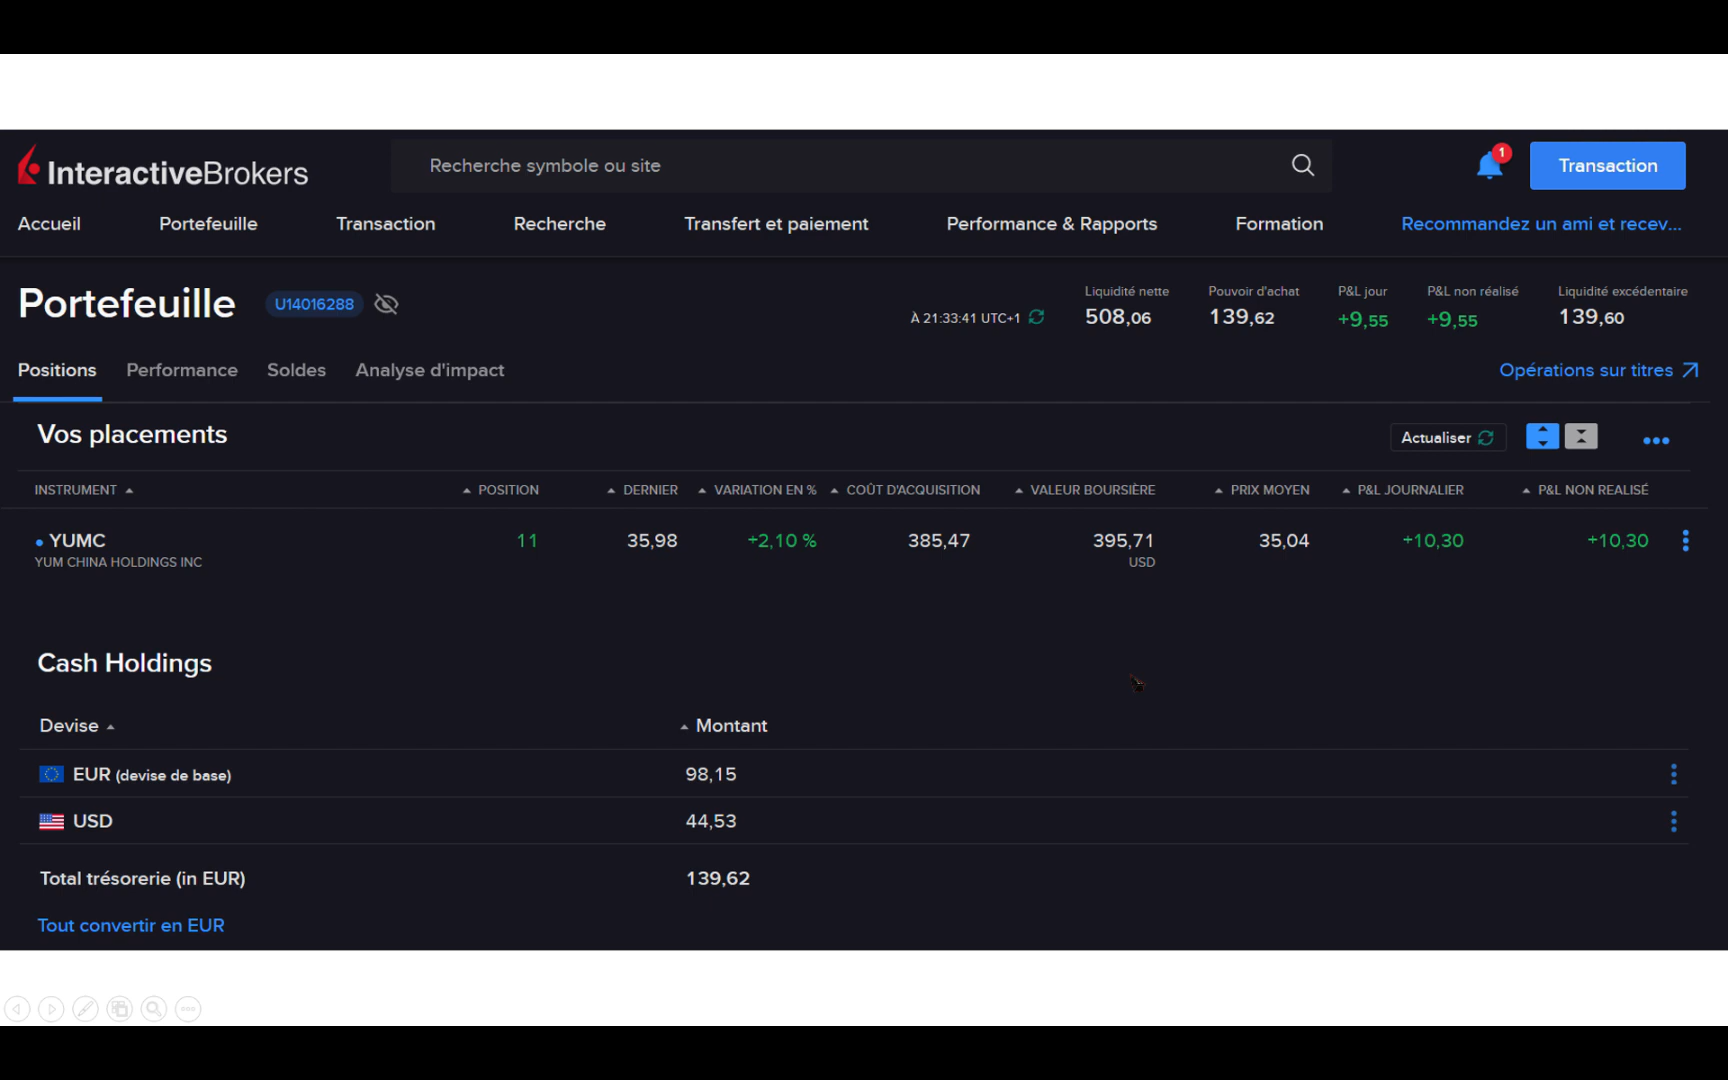 InteractiveBrokers
Recherche symbole ou site
1
Transaction
Accueil Portefeuille Transaction Recherche Transfert et paiement Performance & Rapports Formation Recommandez un ami et recev...
Portefeuille U14016288
À 21:33:41 UTC+1
Liquidité nette Pouvoir d'achat P&L jour P&L non réalisé Liquidité excédentaire
508,06 139,62 +9,55 +9,55 139,60
Positions Performance Soldes Analyse d'impact Opérations sur titres
Vos placements Actualiser
INSTRUMENT POSITION DERNIER VARIATION EN % COÛT D'ACQUISITION VALEUR BOURSIÈRE PRIX MOYEN P&L JOURNALIER P&L NON REALISÉ
YUMC 11 35,98 +2,10 % 385,47 395,71 35,04 +10,30 +10,30
YUM CHINA HOLDINGS INC USD
Cash Holdings
Devise Montant
EUR (devise de base) 98,15
USD 44,53
Total trésorerie (in EUR) 139,62
Tout convertir en EUR